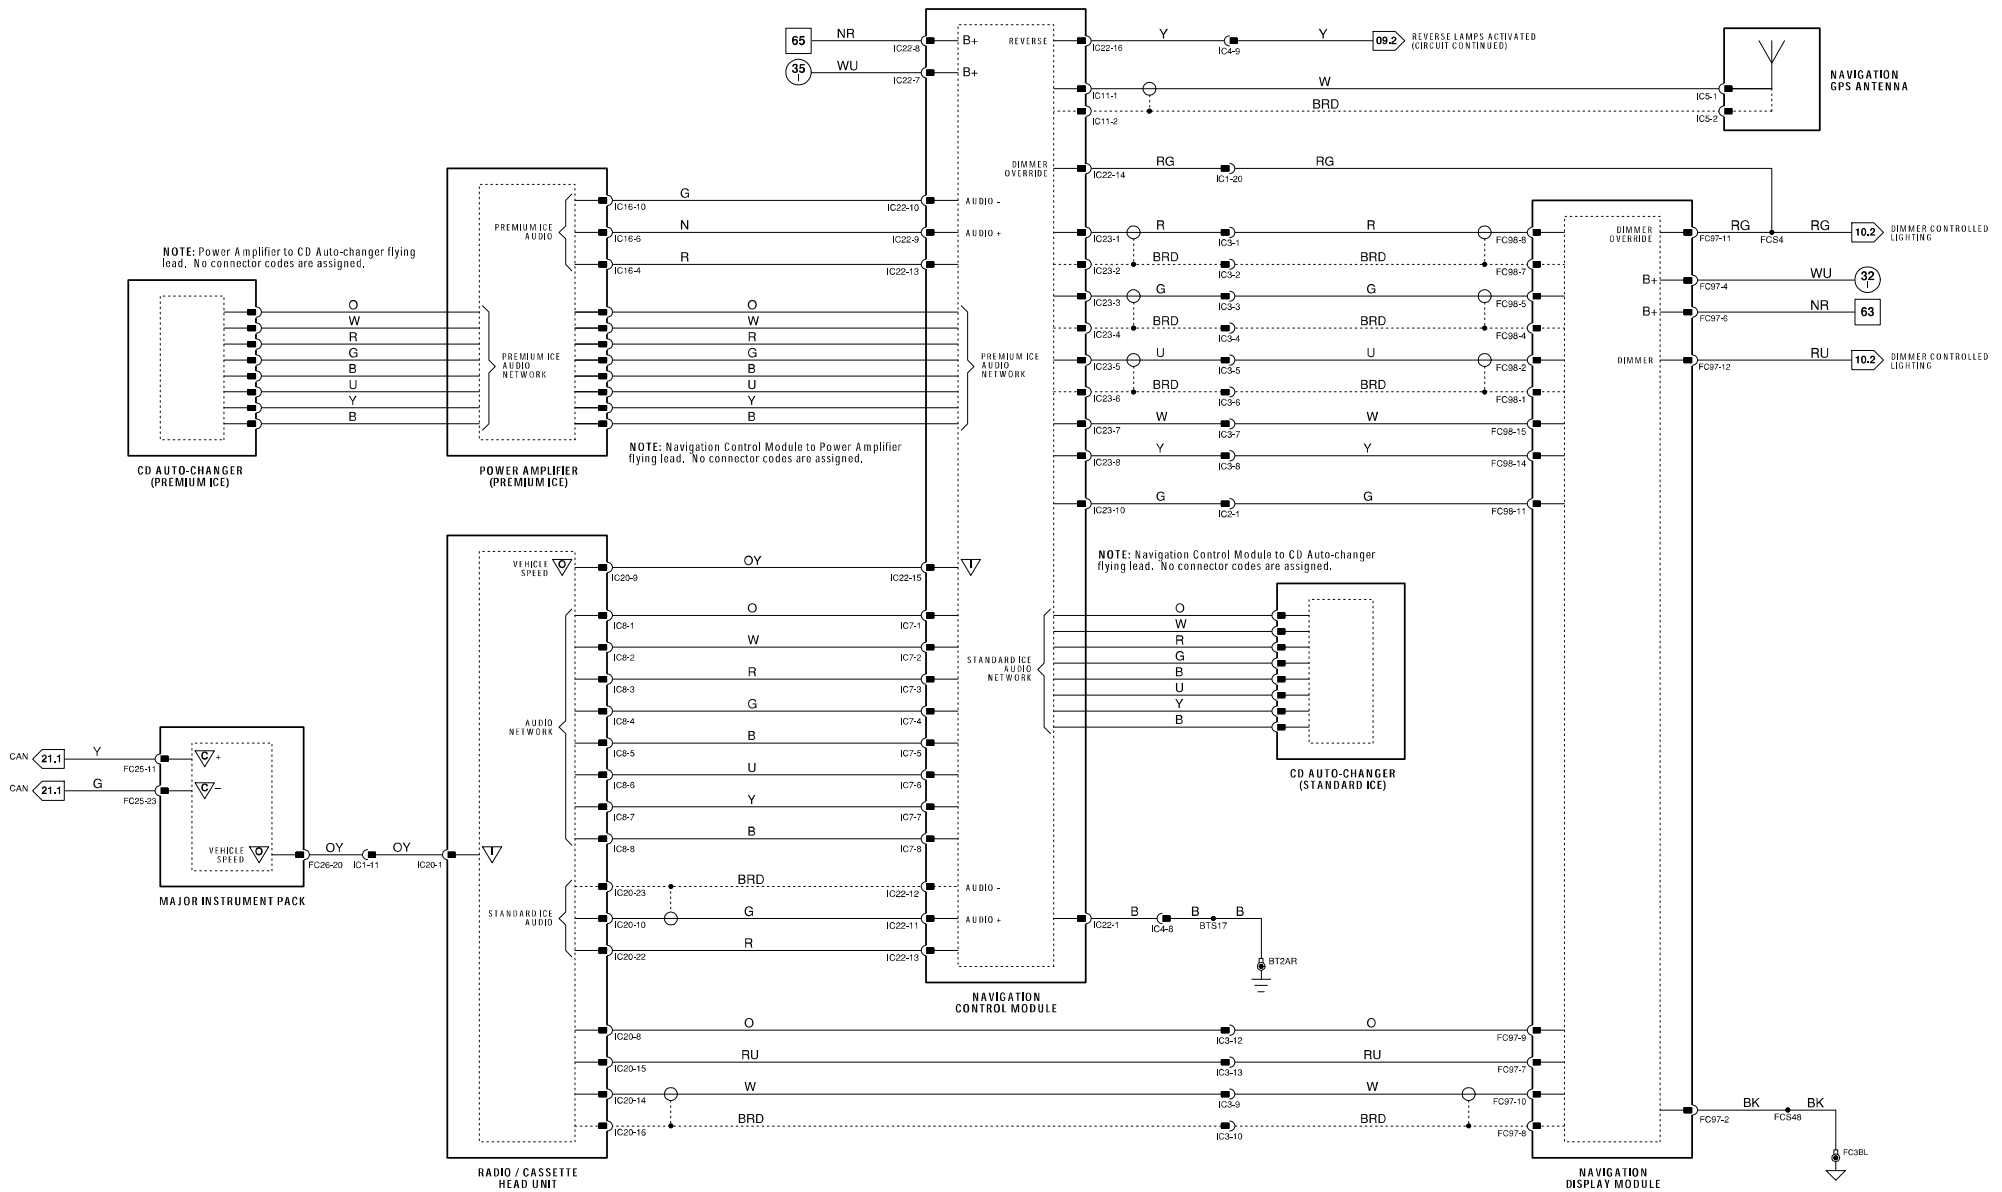 65
NR
IC22-8
B+
REVERSE
IC22-16
Y
IC4-9
Y
09.2
REVERSE LAMPS ACTIVATED
(CIRCUIT CONTINUED)
35
I
WU
IC22-7
B+
IC11-1
W
IC5-1
IC11-2
BRD
IC5-2
NAVIGATION
GPS ANTENNA
DIMMER
OVERRIDE
IC22-14
RG
IC1-20
RG
PREMIUM ICE
AUDIO
IC16-10
G
IC22-10
AUDIO -
IC16-6
N
IC22-9
AUDIO +
IC16-4
R
IC22-13
NOTE: Power Amplifier to CD Auto-changer flying
lead. No connector codes are assigned.
O
W
R
G
B
U
Y
B
PREMIUM ICE
AUDIO
NETWORK
O
W
R
G
B
U
Y
B
PREMIUM ICE
AUDIO
NETWORK
NOTE: Navigation Control Module to Power Amplifier
flying lead. No connector codes are assigned.
CD AUTO-CHANGER
(PREMIUM ICE)
POWER AMPLIFIER
(PREMIUM ICE)
IC23-1
R
IC3-1
R
FC98-8
IC23-2
BRD
IC3-2
BRD
FC98-7
IC23-3
G
IC3-3
G
FC98-5
IC23-4
BRD
IC3-4
BRD
FC98-4
IC23-5
U
IC3-5
U
FC98-2
IC23-6
BRD
IC3-6
BRD
FC98-1
IC23-7
W
IC3-7
W
FC98-15
IC23-8
Y
IC3-8
Y
FC98-14
IC23-10
G
IC2-1
G
FC98-11
DIMMER
OVERRIDE
FC97-11
RG
FCS4
RG
10.2
DIMMER CONTROLLED
LIGHTING
B+
FC97-4
WU
32
I
B+
FC97-6
NR
63
DIMMER
FC97-12
RU
10.2
DIMMER CONTROLLED
LIGHTING
NOTE: Navigation Control Module to CD Auto-changer
flying lead. No connector codes are assigned.
STANDARD ICE
AUDIO
NETWORK
O
W
R
G
B
U
Y
B
CD AUTO-CHANGER
(STANDARD ICE)
VEHICLE
SPEED
O
IC20-9
OY
IC22-15
I
AUDIO
NETWORK
IC8-1
O
IC7-1
IC8-2
W
IC7-2
IC8-3
R
IC7-3
IC8-4
G
IC7-4
IC8-5
B
IC7-5
IC8-6
U
IC7-6
IC8-7
Y
IC7-7
IC8-8
B
IC7-8
CAN
21.1
Y
FC25-11
C
+
CAN
21.1
G
FC25-23
C
–
VEHICLE
SPEED
O
FC26-20
OY
IC1-11
OY
IC20-1
I
MAJOR INSTRUMENT PACK
STANDARD ICE
AUDIO
IC20-23
BRD
IC22-12
AUDIO -
IC20-10
G
IC22-11
AUDIO +
IC20-22
R
IC22-13
IC22-1
B
IC4-8
B
BTS17
B
BT2AR
NAVIGATION
CONTROL MODULE
IC20-8
O
IC3-12
O
FC97-9
IC20-15
RU
IC3-13
RU
FC97-7
IC20-14
W
IC3-9
W
FC97-10
IC20-16
BRD
IC3-10
BRD
FC97-8
FC97-2
BK
FCS48
BK
FC3BL
RADIO / CASSETTE
HEAD UNIT
NAVIGATION
DISPLAY MODULE